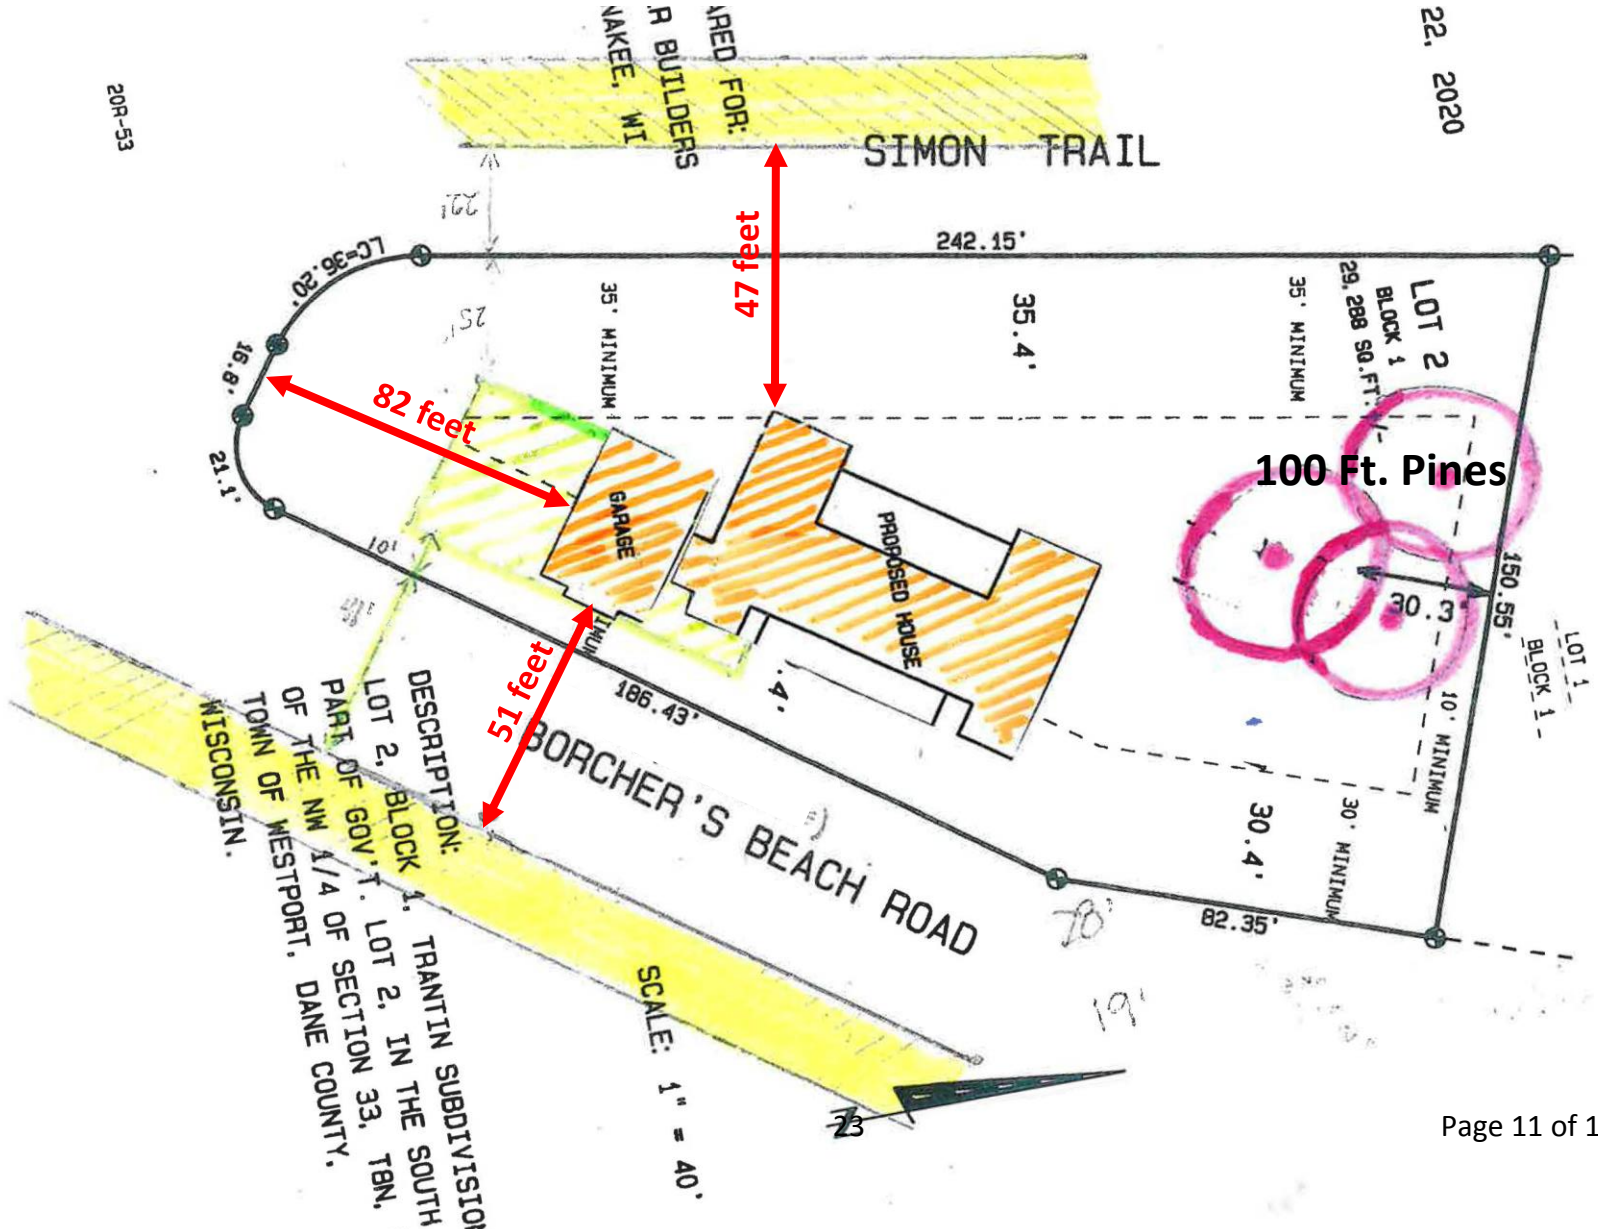 ARED FOR:
R BUILDERS
NAKEE, WI
22, 2020
20R-53
SIMON TRAIL
22'
47 feet
242.15'
LC=36.20'
25'
35' MINIMUM
35.4'
35' MINIMUM
LOT 2
BLOCK 1
29,288 SQ.FT.+/-
16.8'
82 feet
21.1'
100 Ft. Pines
GARAGE
PROPOSED HOUSE
10'
30.3'
150.55'
LOT 1
BLOCK 1
51 feet
186.43'
.4'
10' MINIMUM
30' MINIMUM
30.4'
BORCHER'S BEACH ROAD
82.35'
19'
DESCRIPTION:
LOT 2, BLOCK 1, TRANTIN SUBDIVISION
PART OF GOV'T. LOT 2, IN THE SOUTH
OF THE NW 1/4 OF SECTION 33, T8N,
TOWN OF WESTPORT, DANE COUNTY,
WISCONSIN.
SCALE: 1" = 40'
23
Page 11 of 1